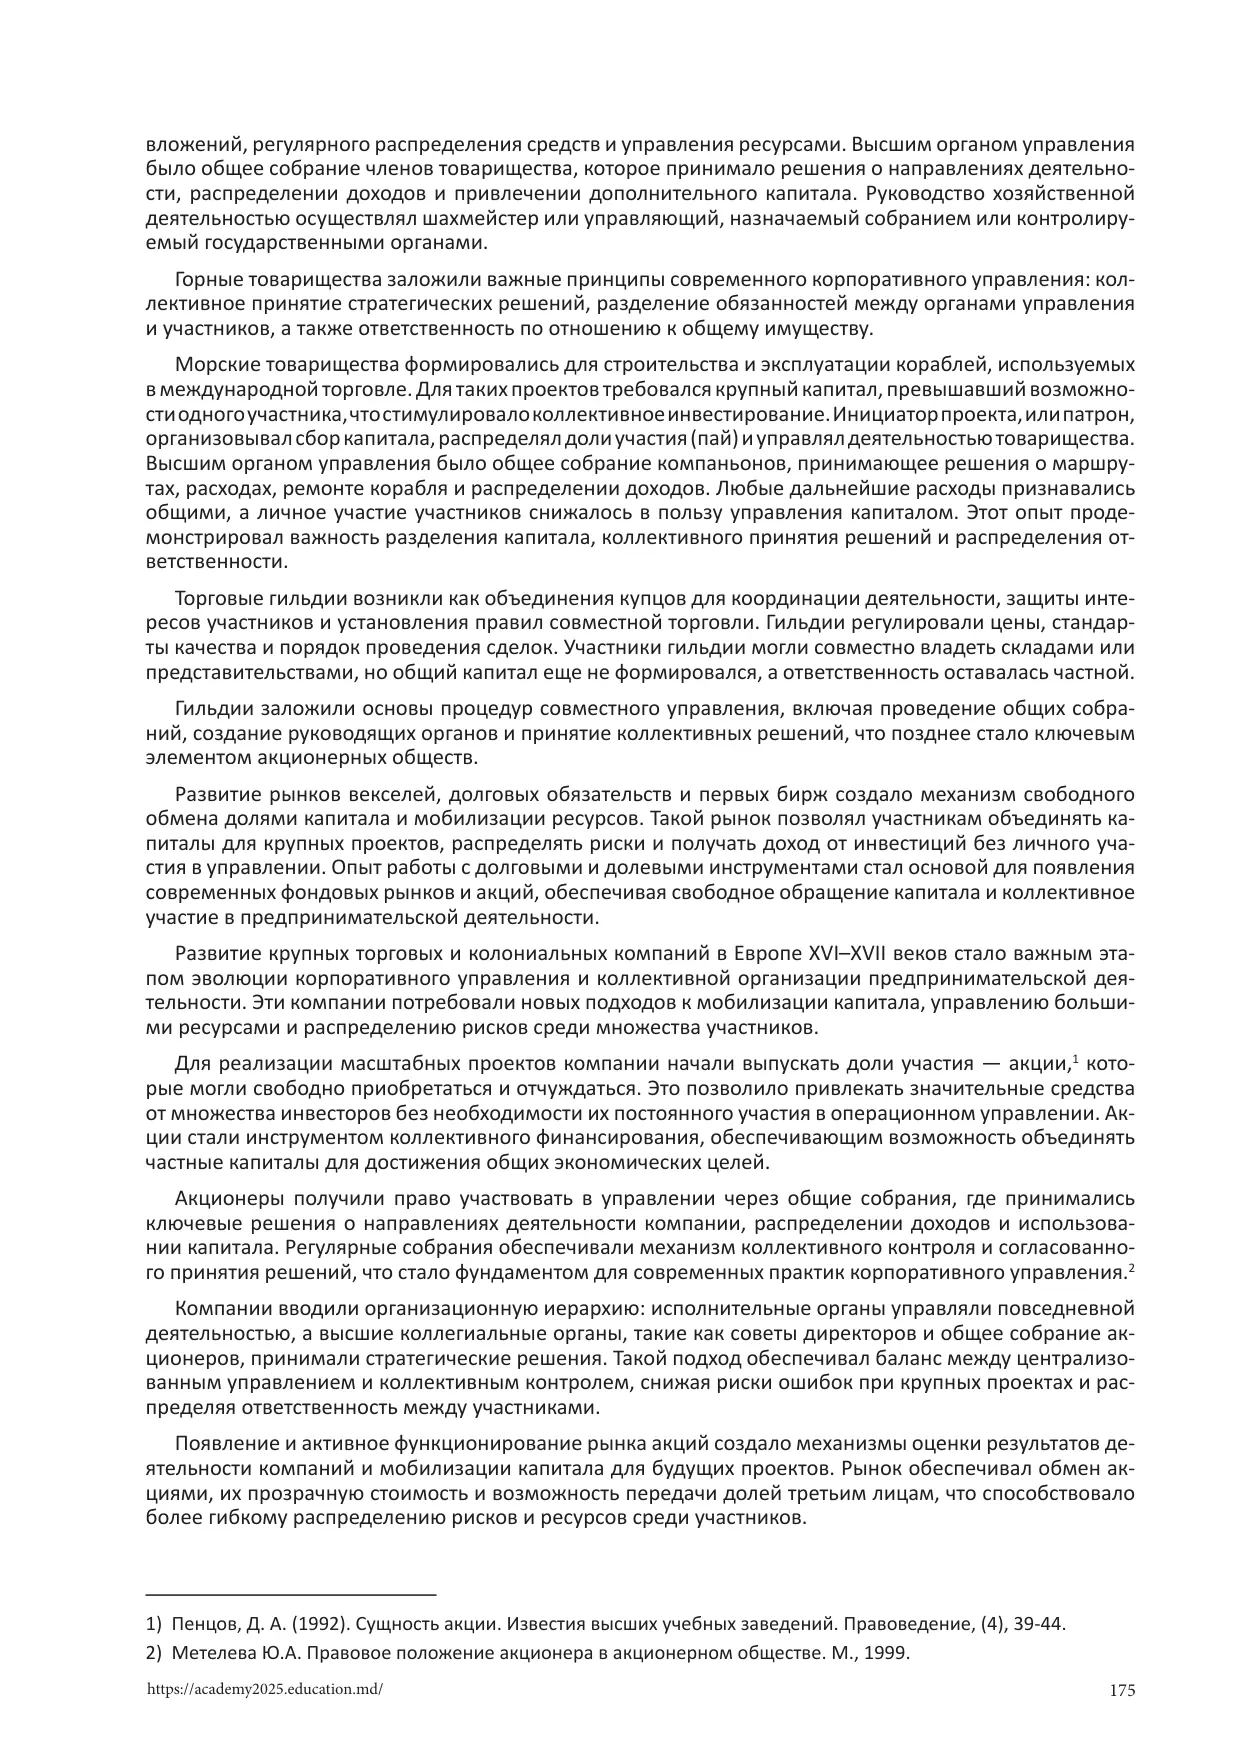 вложений, регулярного распределения средств и управления ресурсами. Высшим органом управления
было общее собрание членов товарищества, которое принимало решения о направлениях деятельно-
сти, распределении доходов и привлечении дополнительного капитала. Руководство хозяйственной
деятельностью осуществлял шахмейстер или управляющий, назначаемый собранием или контролиру-
емый государственными органами.
Горные товарищества заложили важные принципы современного корпоративного управления: кол-
лективное принятие стратегических решений, разделение обязанностей между органами управления
и участников, а также ответственность по отношению к общему имуществу.
Морские товарищества формировались для строительства и эксплуатации кораблей, используемых
в международной торговле. Для таких проектов требовался крупный капитал, превышавший возможно-
сти одного участника, что стимулировало коллективное инвестирование. Инициатор проекта, или патрон,
организовывал сбор капитала, распределял доли участия (пай) и управлял деятельностью товарищества.
Высшим органом управления было общее собрание компаньонов, принимающее решения о маршру-
тах, расходах, ремонте корабля и распределении доходов. Любые дальнейшие расходы признавались
общими, а личное участие участников снижалось в пользу управления капиталом. Этот опыт проде-
монстрировал важность разделения капитала, коллективного принятия решений и распределения от-
ветственности.
Торговые гильдии возникли как объединения купцов для координации деятельности, защиты инте-
ресов участников и установления правил совместной торговли. Гильдии регулировали цены, стандар-
ты качества и порядок проведения сделок. Участники гильдии могли совместно владеть складами или
представительствами, но общий капитал еще не формировался, а ответственность оставалась частной.
Гильдии заложили основы процедур совместного управления, включая проведение общих собра-
ний, создание руководящих органов и принятие коллективных решений, что позднее стало ключевым
элементом акционерных обществ.
Развитие рынков векселей, долговых обязательств и первых бирж создало механизм свободного
обмена долями капитала и мобилизации ресурсов. Такой рынок позволял участникам объединять ка-
питалы для крупных проектов, распределять риски и получать доход от инвестиций без личного уча-
стия в управлении. Опыт работы с долговыми и долевыми инструментами стал основой для появления
современных фондовых рынков и акций, обеспечивая свободное обращение капитала и коллективное
участие в предпринимательской деятельности.
Развитие крупных торговых и колониальных компаний в Европе XVI–XVII веков стало важным эта-
пом эволюции корпоративного управления и коллективной организации предпринимательской дея-
тельности. Эти компании потребовали новых подходов к мобилизации капитала, управлению больши-
ми ресурсами и распределению рисков среди множества участников.
Для реализации масштабных проектов компании начали выпускать доли участия — акции,¹ кото-
рые могли свободно приобретаться и отчуждаться. Это позволило привлекать значительные средства
от множества инвесторов без необходимости их постоянного участия в операционном управлении. Ак-
ции стали инструментом коллективного финансирования, обеспечивающим возможность объединять
частные капиталы для достижения общих экономических целей.
Акционеры получили право участвовать в управлении через общие собрания, где принимались
ключевые решения о направлениях деятельности компании, распределении доходов и использова-
нии капитала. Регулярные собрания обеспечивали механизм коллективного контроля и согласованно-
го принятия решений, что стало фундаментом для современных практик корпоративного управления.²
Компании вводили организационную иерархию: исполнительные органы управляли повседневной
деятельностью, а высшие коллегиальные органы, такие как советы директоров и общее собрание ак-
ционеров, принимали стратегические решения. Такой подход обеспечивал баланс между централизо-
ванным управлением и коллективным контролем, снижая риски ошибок при крупных проектах и рас-
пределяя ответственность между участниками.
Появление и активное функционирование рынка акций создало механизмы оценки результатов де-
ятельности компаний и мобилизации капитала для будущих проектов. Рынок обеспечивал обмен ак-
циями, их прозрачную стоимость и возможность передачи долей третьим лицам, что способствовало
более гибкому распределению рисков и ресурсов среди участников.
1) Пенцов, Д. А. (1992). Сущность акции. Известия высших учебных заведений. Правоведение, (4), 39-44.
2) Метелева Ю.А. Правовое положение акционера в акционерном обществе. М., 1999.
https://academy2025.education.md/
175